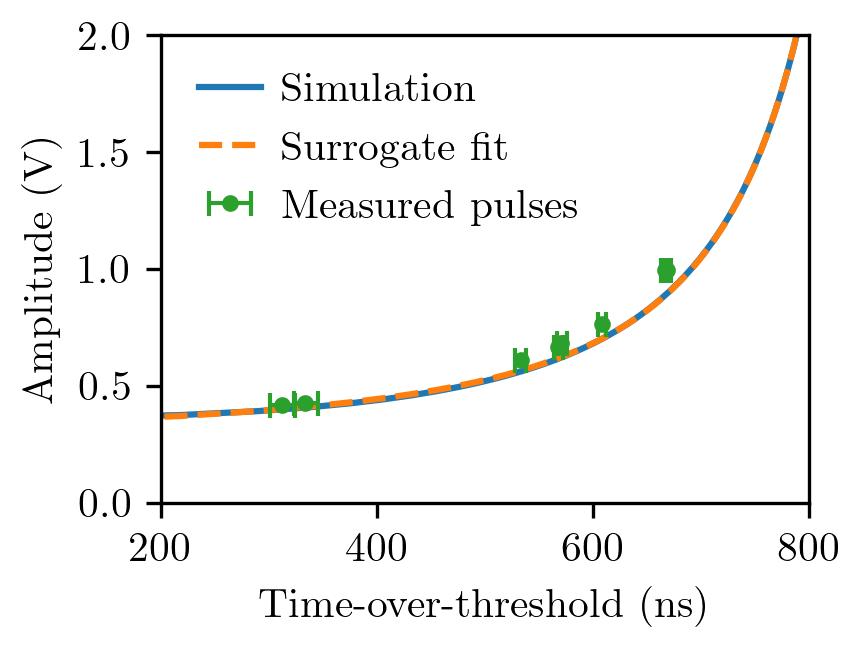 2.0
1.5
1.0
0.5
0.0
Amplitude (V)
Simulation
Surrogate fit
Measured pulses
200 400 600 800
Time-over-threshold (ns)